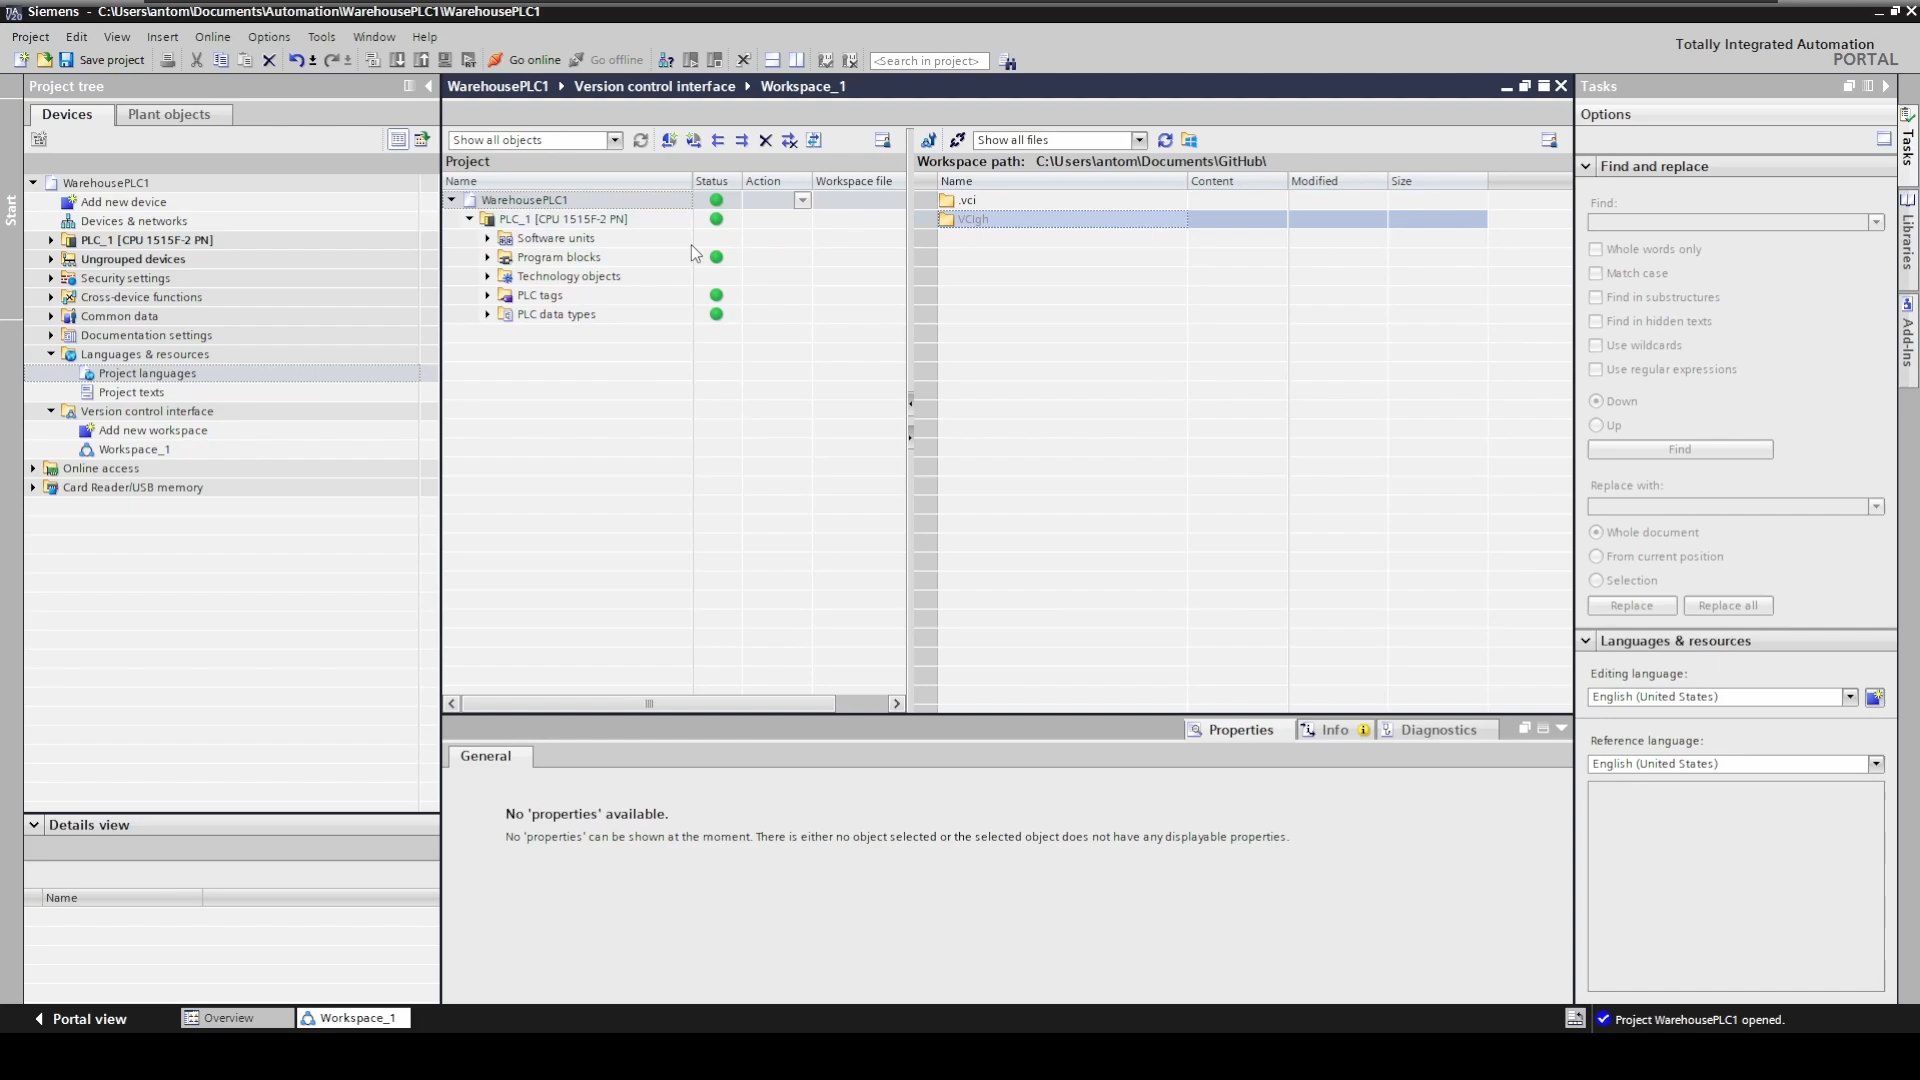 Siemens - C:\Users\antom\Documents\Automation\WarehousePLC1\WarehousePLC1
Project Edit View Insert Online Options Tools Window Help
Totally Integrated Automation
PORTAL
Save project
Go online
Go offline
<Search in project>
Project tree
WarehousePLC1 ▸ Version control interface ▸ Workspace_1
Tasks
Devices
Plant objects
Options
Start
Show all objects
Show all files
Project
Workspace path: C:\Users\antom\Documents\GitHub\
Name Status Action Workspace file
Name Content Modified Size
WarehousePLC1
Add new device
Devices & networks
PLC_1 [CPU 1515F-2 PN]
Ungrouped devices
Security settings
Cross-device functions
Common data
Documentation settings
Languages & resources
Project languages
Project texts
Version control interface
Add new workspace
Workspace_1
Online access
Card Reader/USB memory
WarehousePLC1
PLC_1 [CPU 1515F-2 PN]
Software units
Program blocks
Technology objects
PLC tags
PLC data types
.vci
VCIgh
Find and replace
Find:
Whole words only
Match case
Find in substructures
Find in hidden texts
Use wildcards
Use regular expressions
Down
Up
Find
Replace with:
Whole document
From current position
Selection
Replace
Replace all
Languages & resources
Editing language:
English (United States)
Reference language:
English (United States)
Tasks
Libraries
Add-Ins
Properties
Info
Diagnostics
General
No 'properties' available.
No 'properties' can be shown at the moment. There is either no object selected or the selected object does not have any displayable properties.
Details view
Name
Portal view
Overview
Workspace_1
Project WarehousePLC1 opened.